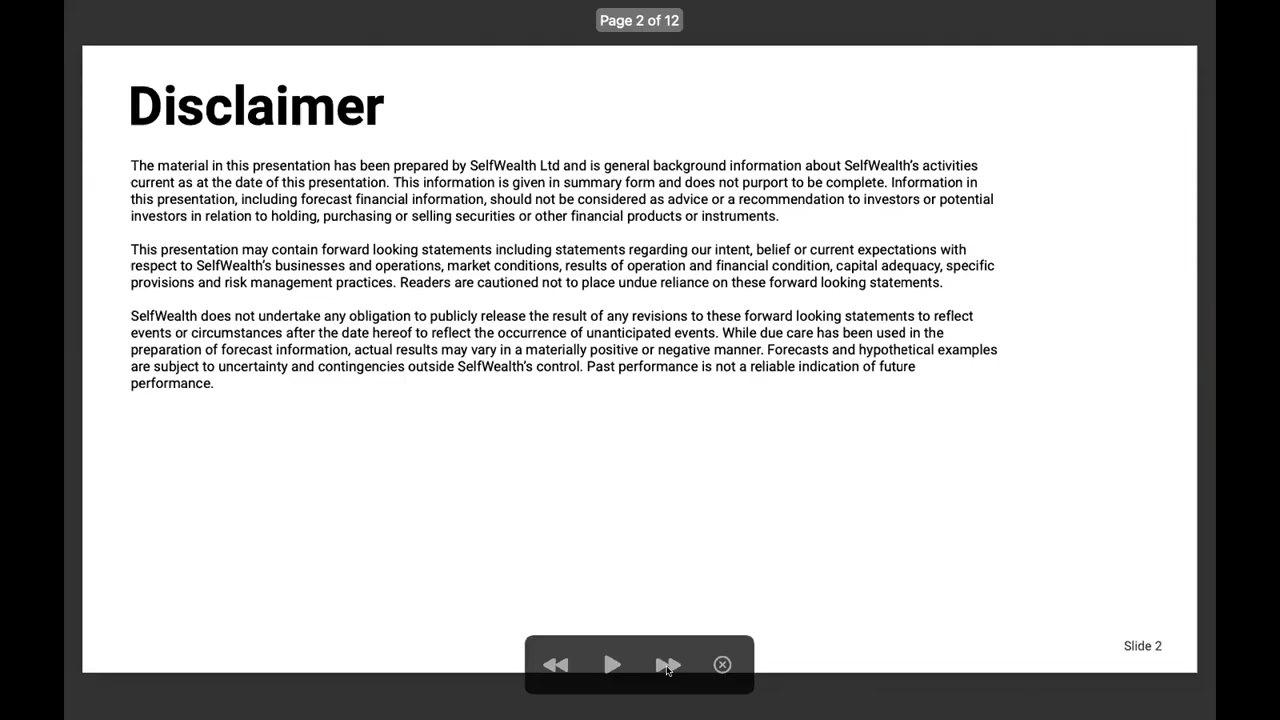 Page 2 of 12
Disclaimer
The material in this presentation has been prepared by SelfWealth Ltd and is general background information about SelfWealth's activities
current as at the date of this presentation. This information is given in summary form and does not purport to be complete. Information in
this presentation, including forecast financial information, should not be considered as advice or a recommendation to investors or potential
investors in relation to holding, purchasing or selling securities or other financial products or instruments.
This presentation may contain forward looking statements including statements regarding our intent, belief or current expectations with
respect to SelfWealth's businesses and operations, market conditions, results of operation and financial condition, capital adequacy, specific
provisions and risk management practices. Readers are cautioned not to place undue reliance on these forward looking statements.
SelfWealth does not undertake any obligation to publicly release the result of any revisions to these forward looking statements to reflect
events or circumstances after the date hereof to reflect the occurrence of unanticipated events. While due care has been used in the
preparation of forecast information, actual results may vary in a materially positive or negative manner. Forecasts and hypothetical examples
are subject to uncertainty and contingencies outside SelfWealth's control. Past performance is not a reliable indication of future
performance.
Slide 2